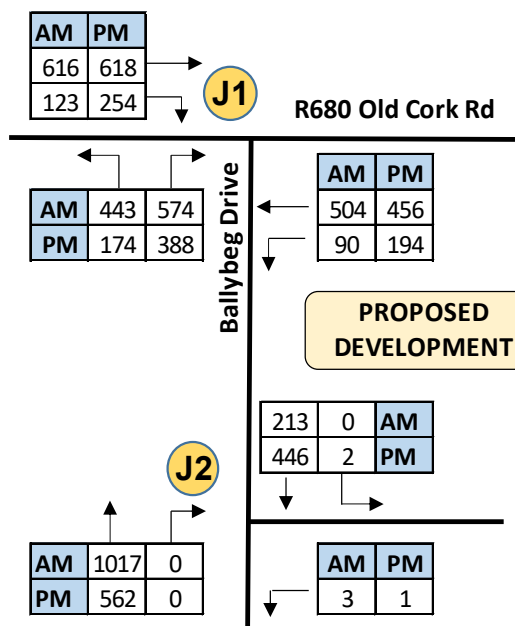 AM PM
616 618
123 254
J1
R680 Old Cork Rd
AM 443 574
PM 174 388
Ballybeg Drive
AM PM
504 456
90 194
PROPOSED
DEVELOPMENT
213 0 AM
446 2 PM
J2
AM 1017 0
PM 562 0
AM PM
3 1